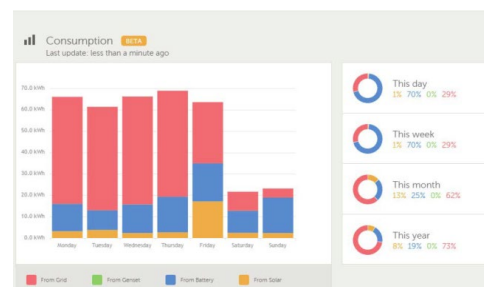 Consumption BETA
Last update: less than a minute ago
70.0 kWh
60.0 kWh
50.0 kWh
40.0 kWh
30.0 kWh
20.0 kWh
10.0 kWh
0.0 kWh
Monday Tuesday Wednesday Thursday Friday Saturday Sunday
From Grid From Genset From Battery From Solar
This day
1% 70% 0% 29%
This week
1% 70% 0% 29%
This month
13% 25% 0% 62%
This year
8% 19% 0% 73%